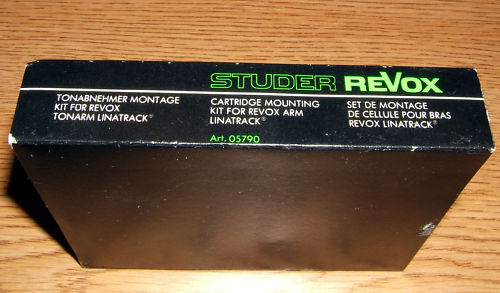 STUDER REVOX
TONABNEHMER MONTAGE
KIT FÜR REVOX
TONARM LINATRACK®
CARTRIDGE MOUNTING
KIT FOR REVOX ARM
LINATRACK®
SET DE MONTAGE
DE CELLULE POUR BRAS
REVOX LINATRACK®
Art. 05790